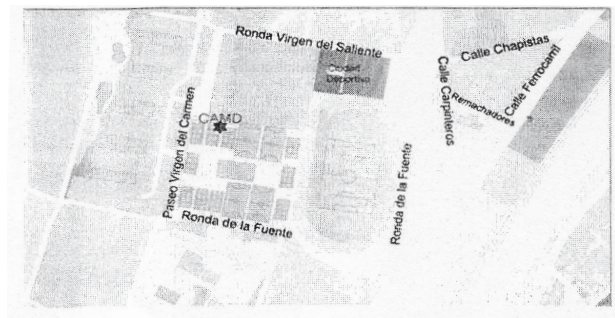 Ronda Virgen del Saliente
Calle Chapistas
Ciudad
Deportiva
Calle Ferrocarril
Calle Carpinteros
Remachadores
CAMD
Paseo Virgen del Carmen
Ronda de la Fuente
Ronda de la Fuente